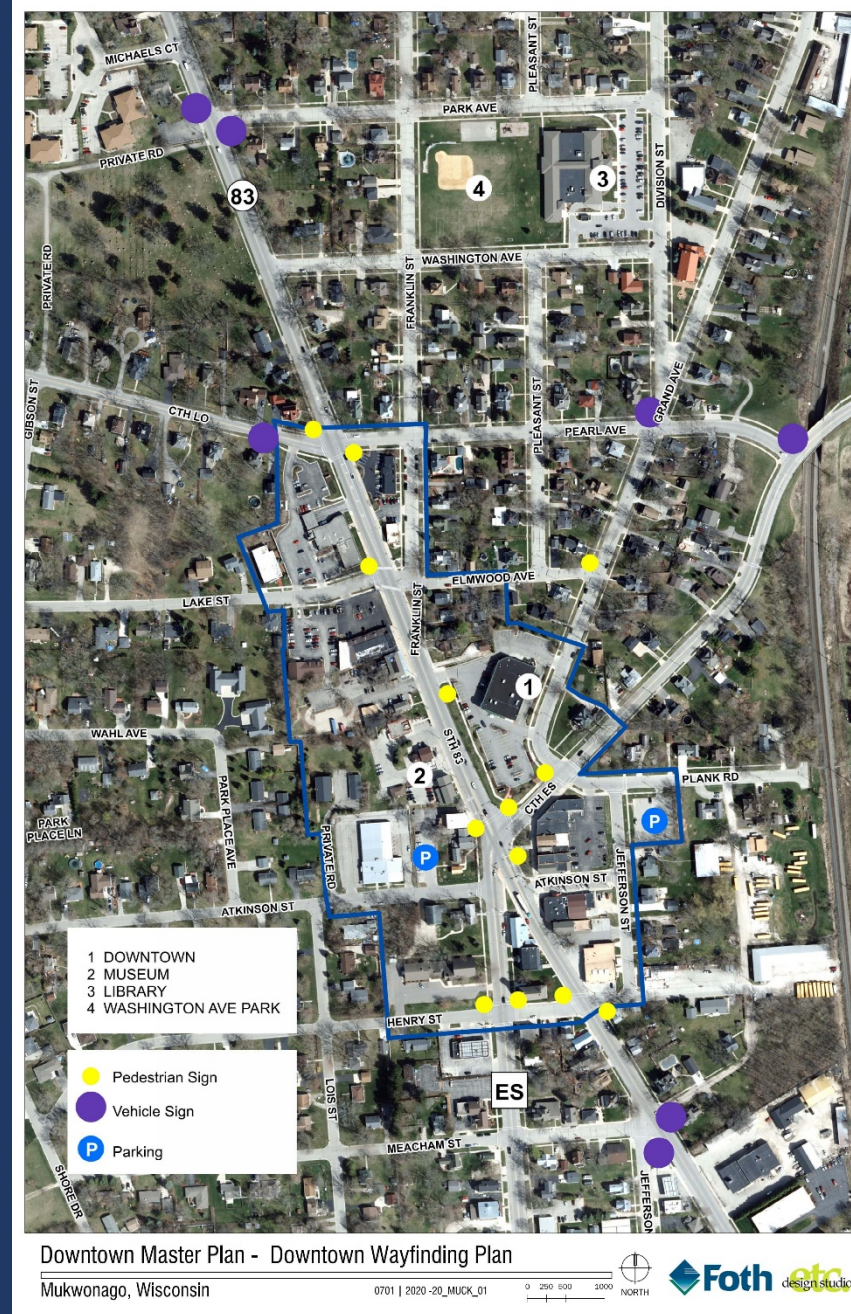 MICHAELS CT
PLEASANT ST
PARK AVE
PRIVATE RD
83
4
3
DIVISION ST
PRIVATE RD
FRANKLIN ST
WASHINGTON AVE
GIBSON ST
CTH LO
PLEASANT ST
GRAND AVE
PEARL AVE
ELMWOOD AVE
LAKE ST
FRANKLIN ST
1
WAHL AVE
STH 83
2
PLANK RD
CTH ES
PARK
PLACE LN
PARK PLACE AVE
PRIVATE RD
P
P
JEFFERSON ST
ATKINSON ST
ATKINSON ST
1 DOWNTOWN
2 MUSEUM
3 LIBRARY
4 WASHINGTON AVE PARK
HENRY ST
Pedestrian Sign
Vehicle Sign
P Parking
LOIS ST
ES
MEACHAM ST
SHORE DR
JEFFERSON
Downtown Master Plan - Downtown Wayfinding Plan
Mukwonago, Wisconsin
0701 | 2020 -20_MUCK_01
0 250 500 1000
NORTH
Foth
etc.
design studio